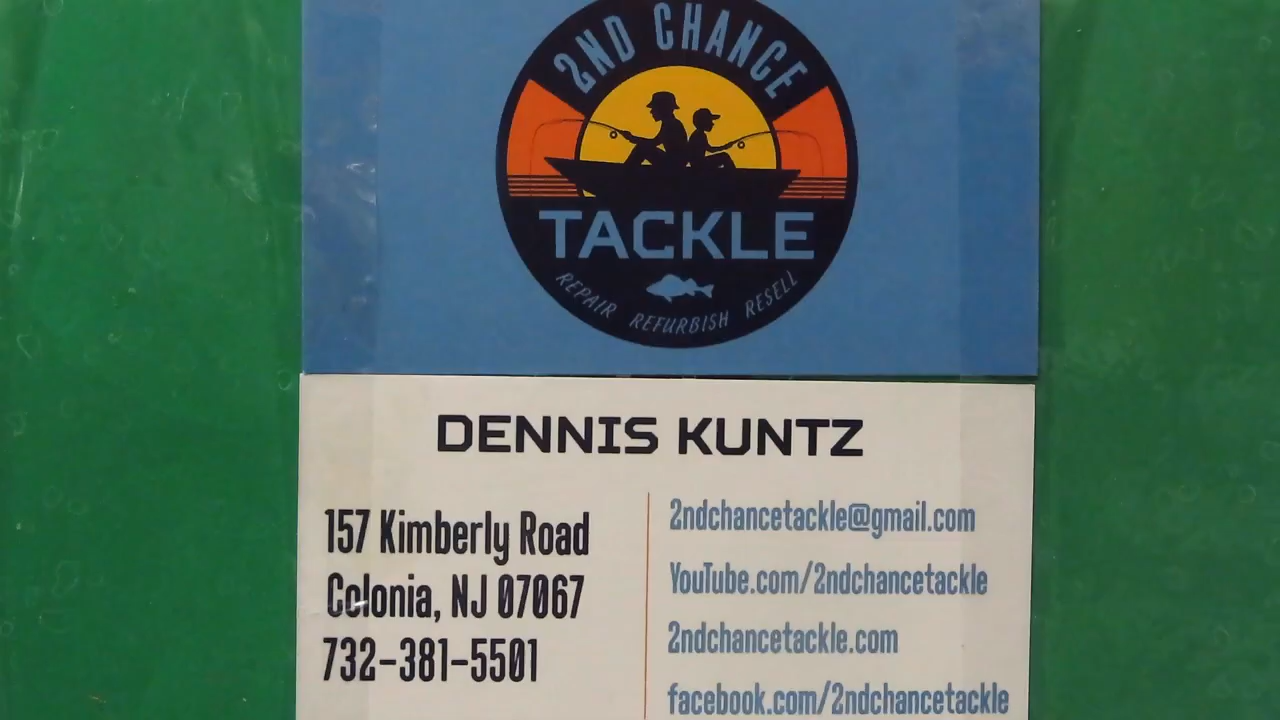 2ND CHANCE
TACKLE
REPAIR REFURBISH RESELL
DENNIS KUNTZ
157 Kimberly Road
Colonia, NJ 07067
732-381-5501
2ndchancetackle@gmail.com
YouTube.com/2ndchancetackle
2ndchancetackle.com
facebook.com/2ndchancetackle